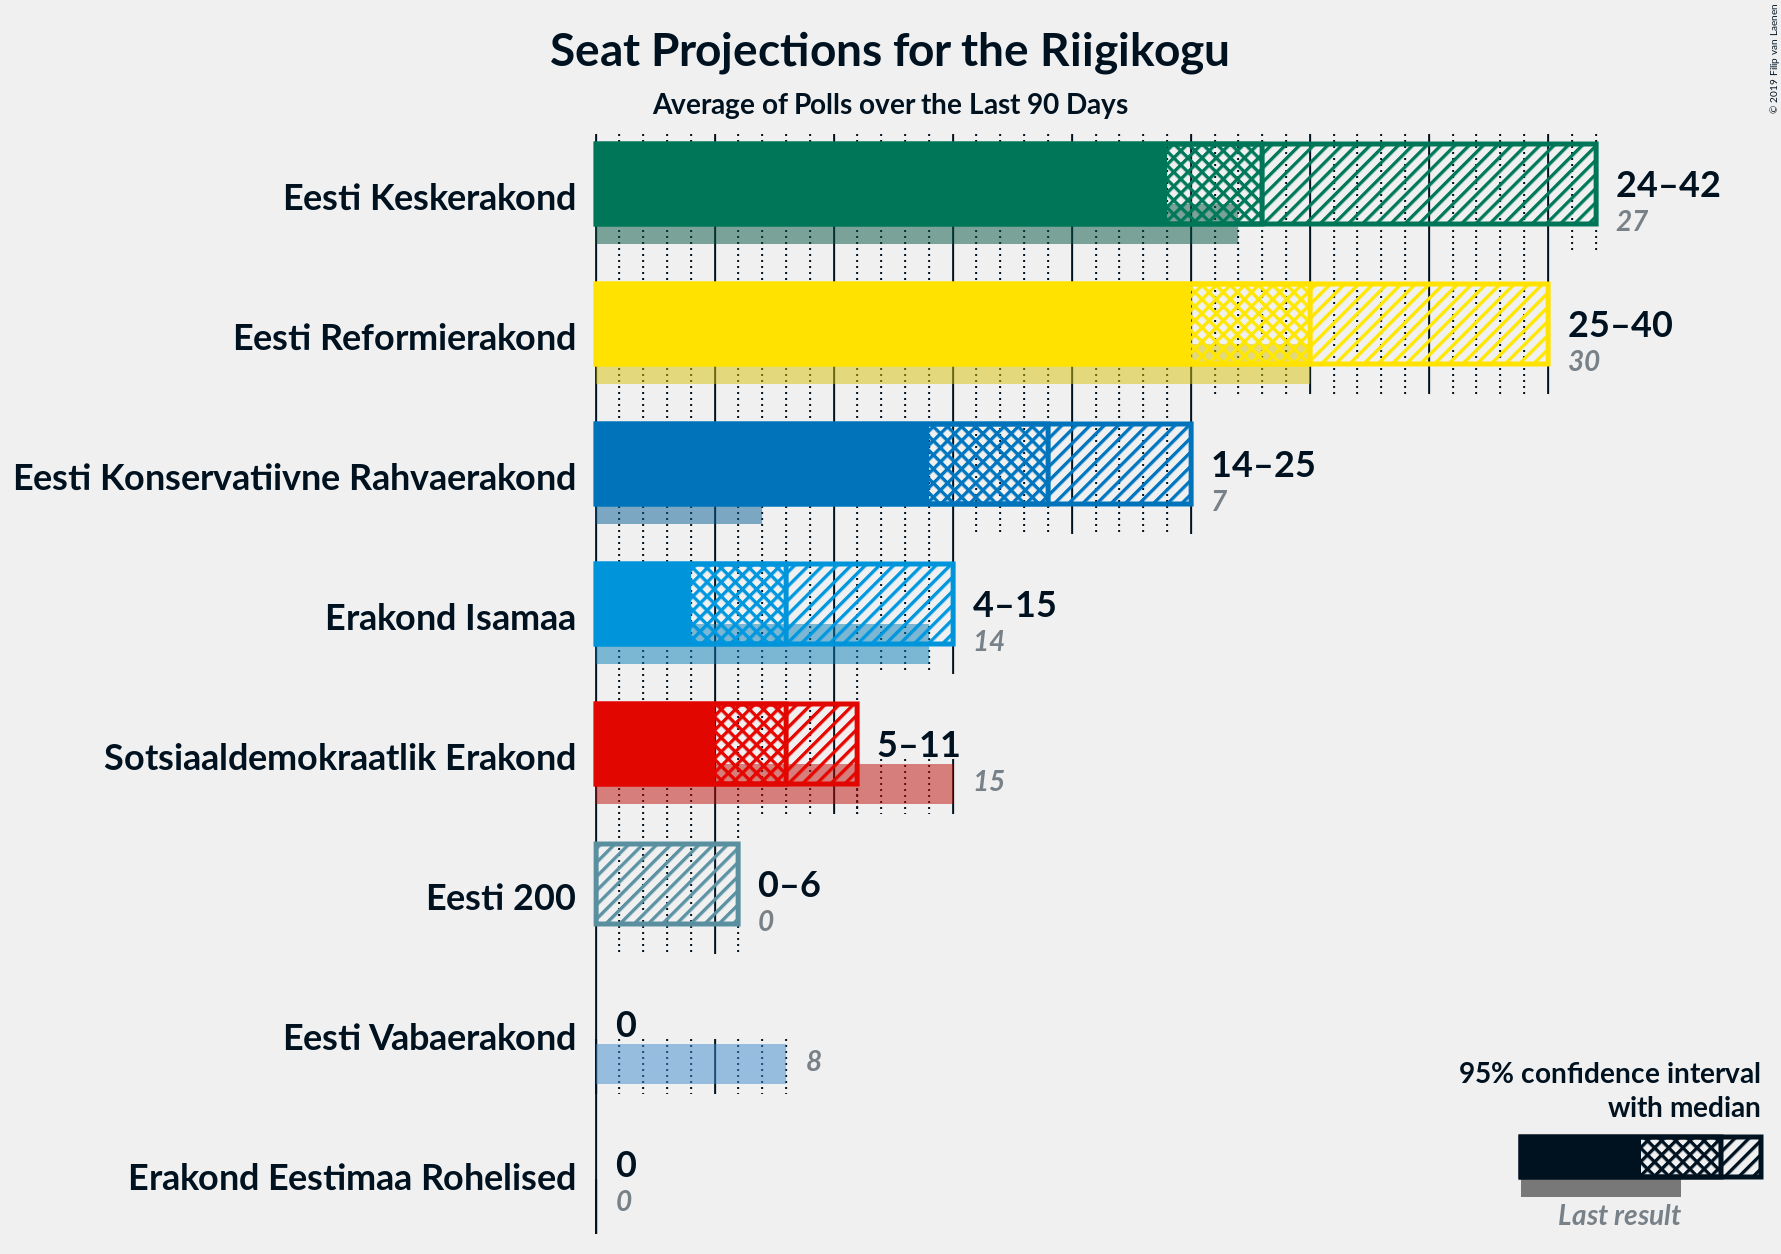 Seat Projections for the Riigikogu
Average of Polls over the Last 90 Days
© 2019 Filip van Laenen
Eesti Keskerakond
24–42
27
Eesti Reformierakond
25–40
30
Eesti Konservatiivne Rahvaerakond
14–25
7
Erakond Isamaa
4–15
14
Sotsiaaldemokraatlik Erakond
5–11
15
Eesti 200
0–6
0
Eesti Vabaerakond
0
8
Erakond Eestimaa Rohelised
0
0
95% confidence interval
with median
Last result